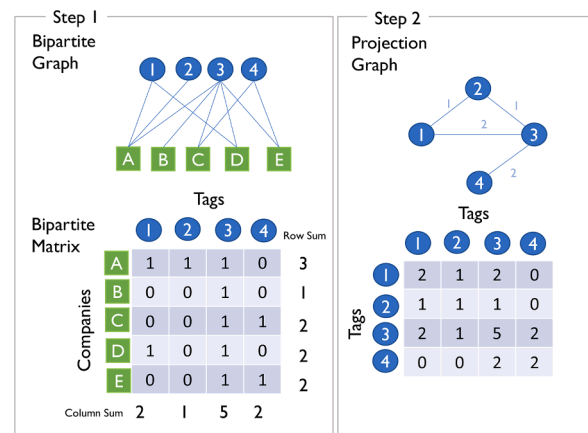 Step 1
Bipartite
Graph
1 2 3 4
A B C D E
Tags
Bipartite
Matrix
1 2 3 4 Row Sum
Companies
A 1 1 1 0 3
B 0 0 1 0 1
C 0 0 1 1 2
D 1 0 1 0 2
E 0 0 1 1 2
Column Sum 2 1 5 2
Step 2
Projection
Graph
2
1 1
1 2 3
4 2
Tags
1 2 3 4
Tags
1 2 1 2 0
2 1 1 1 0
3 2 1 5 2
4 0 0 2 2